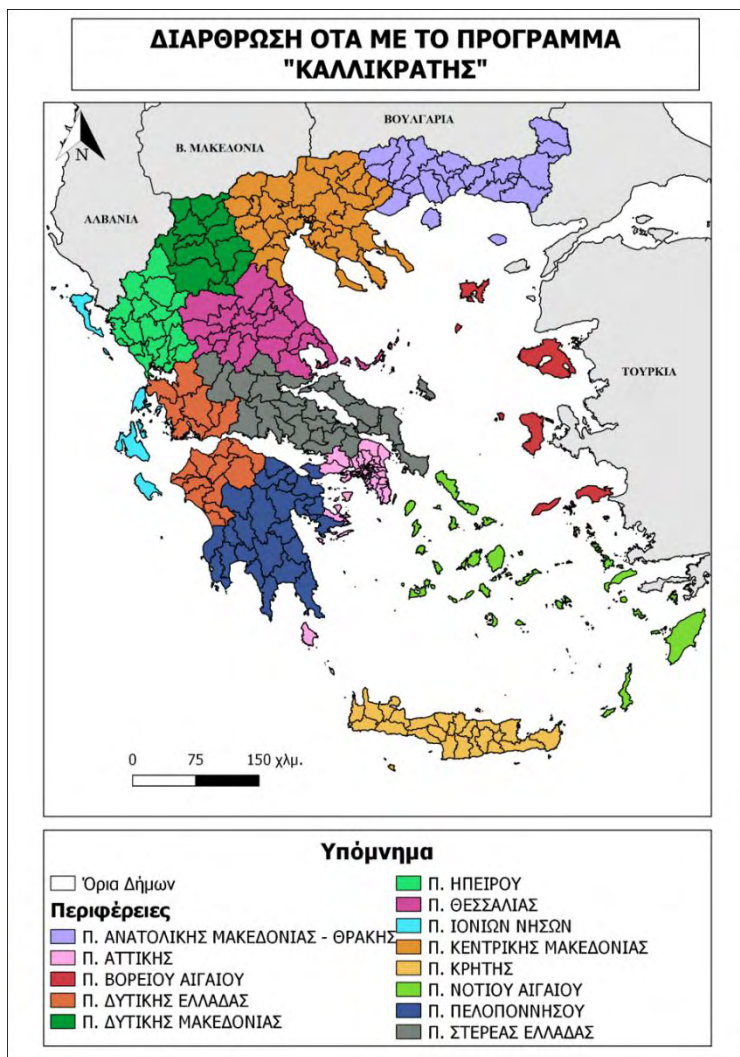 ΔΙΑΡΘΡΩΣΗ ΟΤΑ ΜΕ ΤΟ ΠΡΟΓΡΑΜΜΑ
"ΚΑΛΛΙΚΡΑΤΗΣ"
ΒΟΥΛΓΑΡΙΑ
Β. ΜΑΚΕΔΟΝΙΑ
N
ΑΛΒΑΝΙΑ
ΤΟΥΡΚΙΑ
0 75 150 χλμ.
Υπόμνημα
Όρια Δήμων
Περιφέρειες
Π. ΑΝΑΤΟΛΙΚΗΣ ΜΑΚΕΔΟΝΙΑΣ - ΘΡΑΚΗΣ
Π. ΑΤΤΙΚΗΣ
Π. ΒΟΡΕΙΟΥ ΑΙΓΑΙΟΥ
Π. ΔΥΤΙΚΗΣ ΕΛΛΑΔΑΣ
Π. ΔΥΤΙΚΗΣ ΜΑΚΕΔΟΝΙΑΣ
Π. ΗΠΕΙΡΟΥ
Π. ΘΕΣΣΑΛΙΑΣ
Π. ΙΟΝΙΩΝ ΝΗΣΩΝ
Π. ΚΕΝΤΡΙΚΗΣ ΜΑΚΕΔΟΝΙΑΣ
Π. ΚΡΗΤΗΣ
Π. ΝΟΤΙΟΥ ΑΙΓΑΙΟΥ
Π. ΠΕΛΟΠΟΝΝΗΣΟΥ
Π. ΣΤΕΡΕΑΣ ΕΛΛΑΔΑΣ